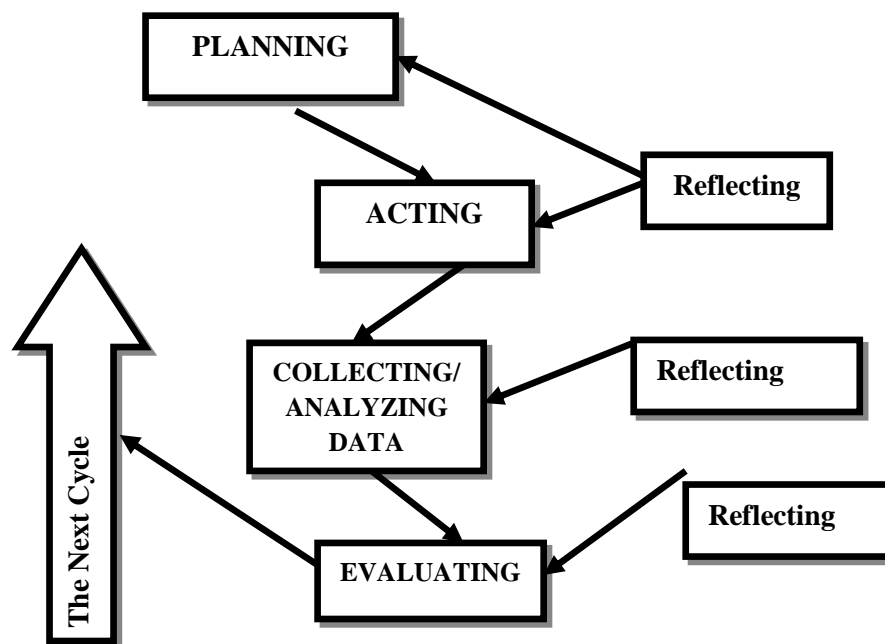 PLANNING
Reflecting
ACTING
Reflecting
COLLECTING/
ANALYZING
DATA
Reflecting
EVALUATING
The Next Cycle